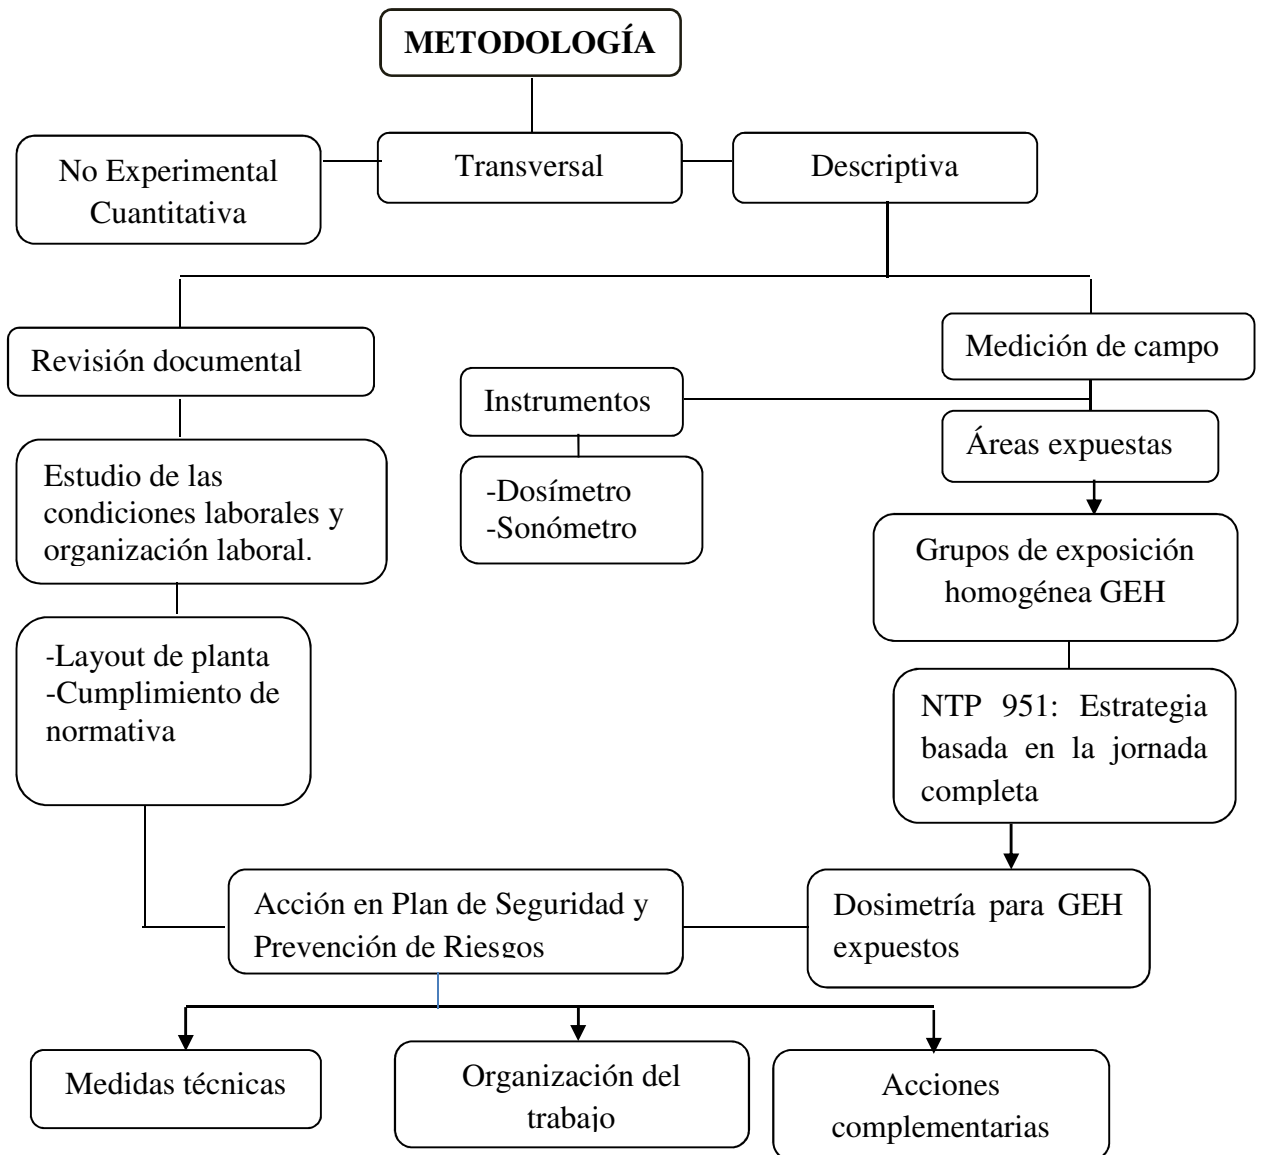 METODOLOGÍA
No Experimental
Cuantitativa
Transversal
Descriptiva
Revisión documental
Medición de campo
Instrumentos
Áreas expuestas
Estudio de las
condiciones laborales y
organización laboral.
-Dosímetro
-Sonómetro
Grupos de exposición
homogénea GEH
-Layout de planta
-Cumplimiento de
normativa
NTP 951: Estrategia
basada en la jornada
completa
Acción en Plan de Seguridad y
Prevención de Riesgos
Dosimetría para GEH
expuestos
Medidas técnicas
Organización del
trabajo
Acciones
complementarias